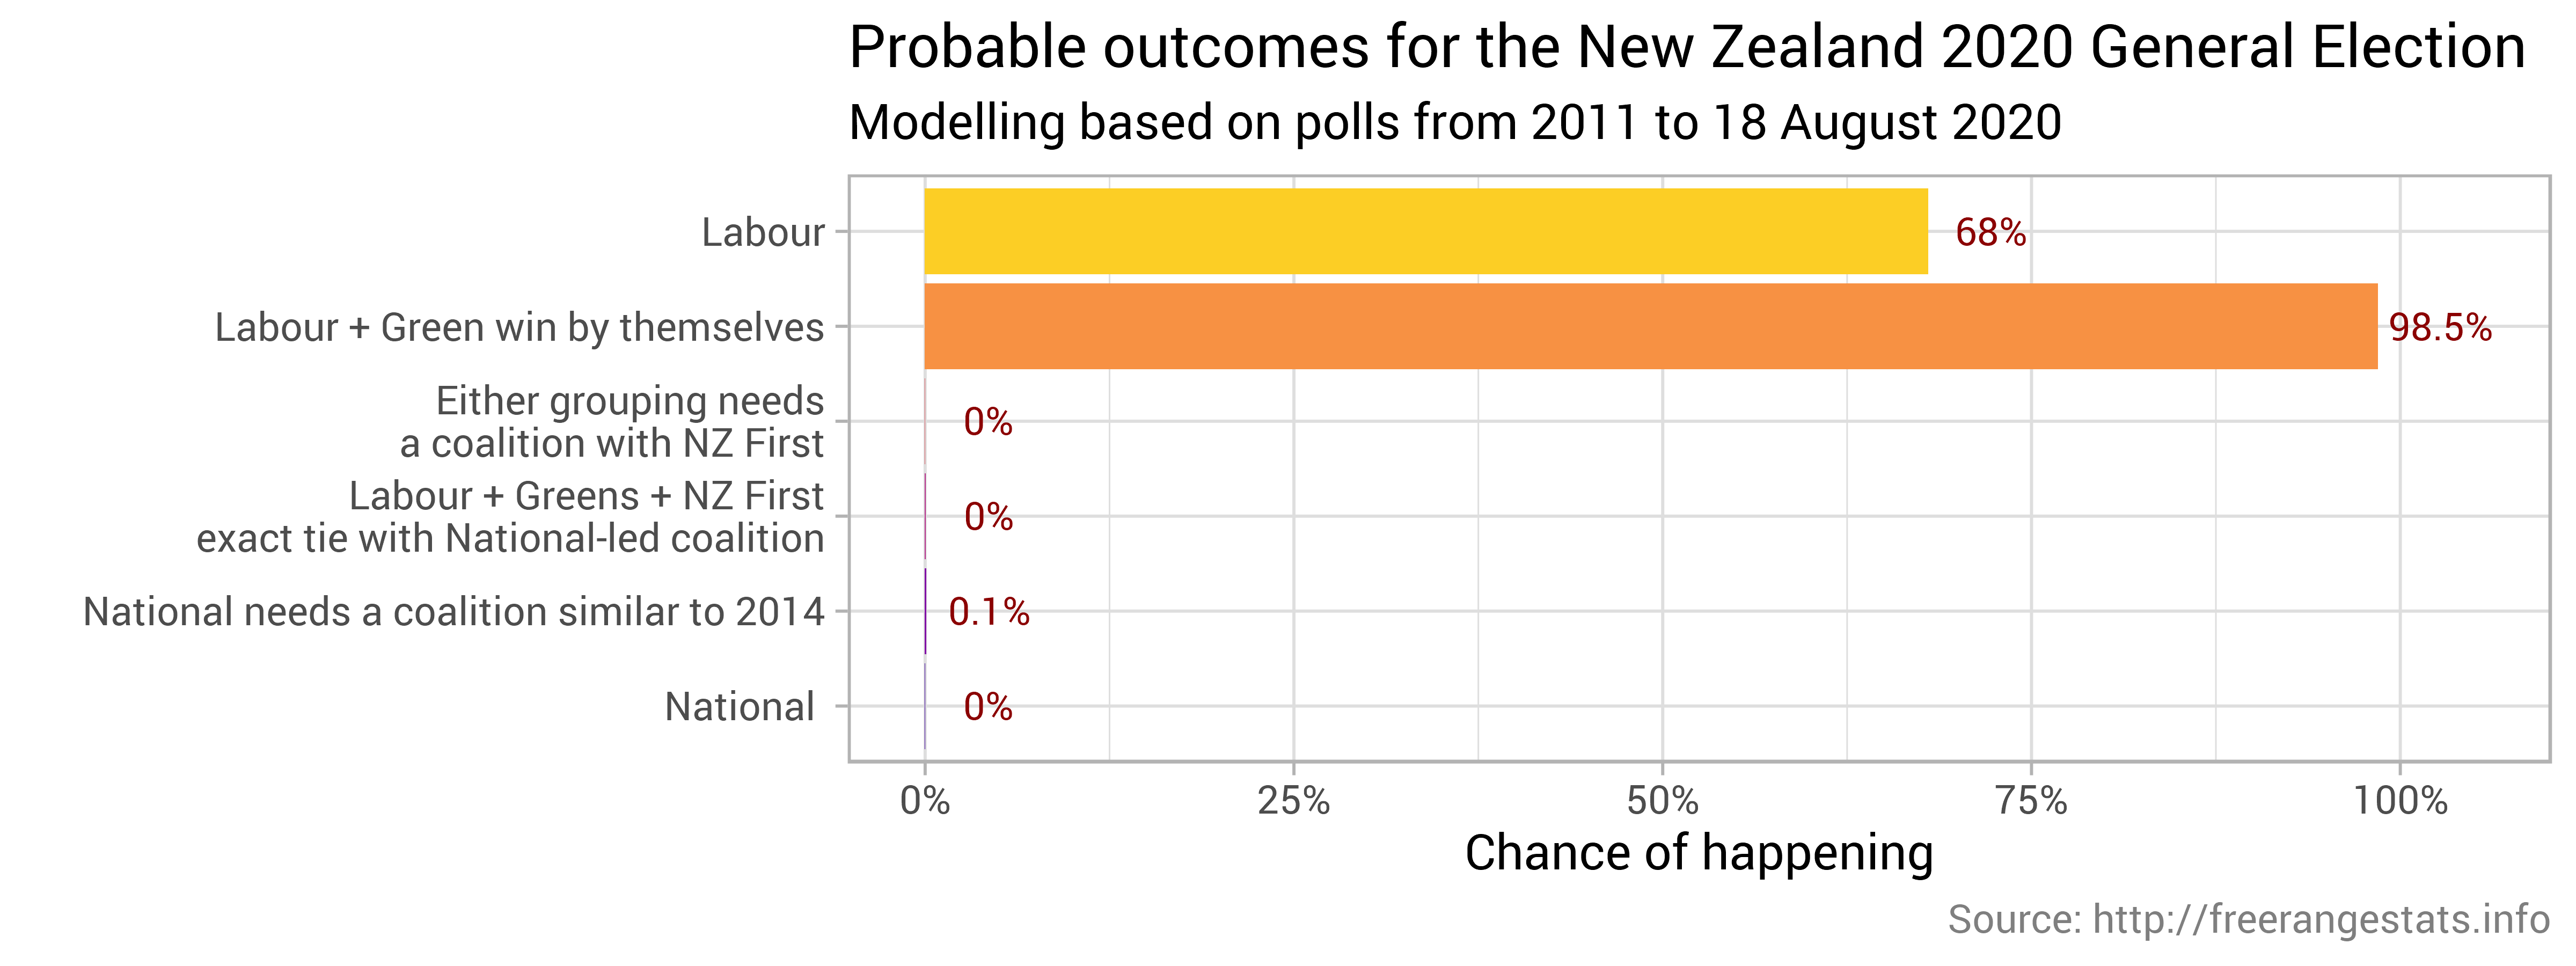 Probable outcomes for the New Zealand 2020 General Election
Modelling based on polls from 2011 to 18 August 2020
Labour
68%
Labour + Green win by themselves
98.5%
Either grouping needs
a coalition with NZ First
0%
Labour + Greens + NZ First
exact tie with National-led coalition
0%
National needs a coalition similar to 2014
0.1%
National
0%
0%
25%
50%
75%
100%
Chance of happening
Source: http://freerangestats.info